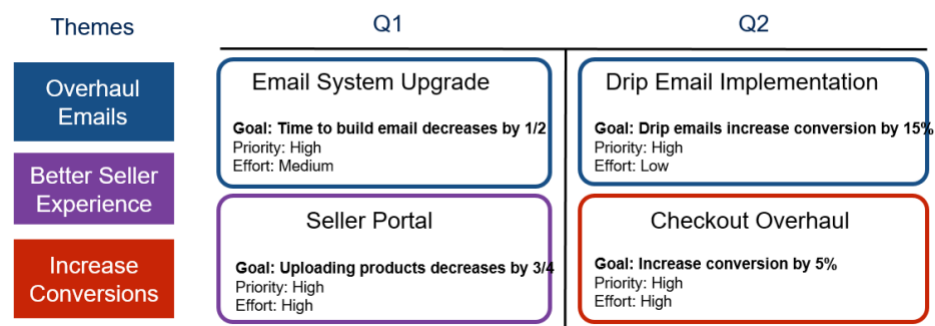 Themes
Q1
Q2
Overhaul
Emails
Email System Upgrade
Goal: Time to build email decreases by 1/2
Priority: High
Effort: Medium
Drip Email Implementation
Goal: Drip emails increase conversion by 15%
Priority: High
Effort: Low
Better Seller
Experience
Seller Portal
Goal: Uploading products decreases by 3/4
Priority: High
Effort: High
Checkout Overhaul
Goal: Increase conversion by 5%
Priority: High
Effort: High
Increase
Conversions